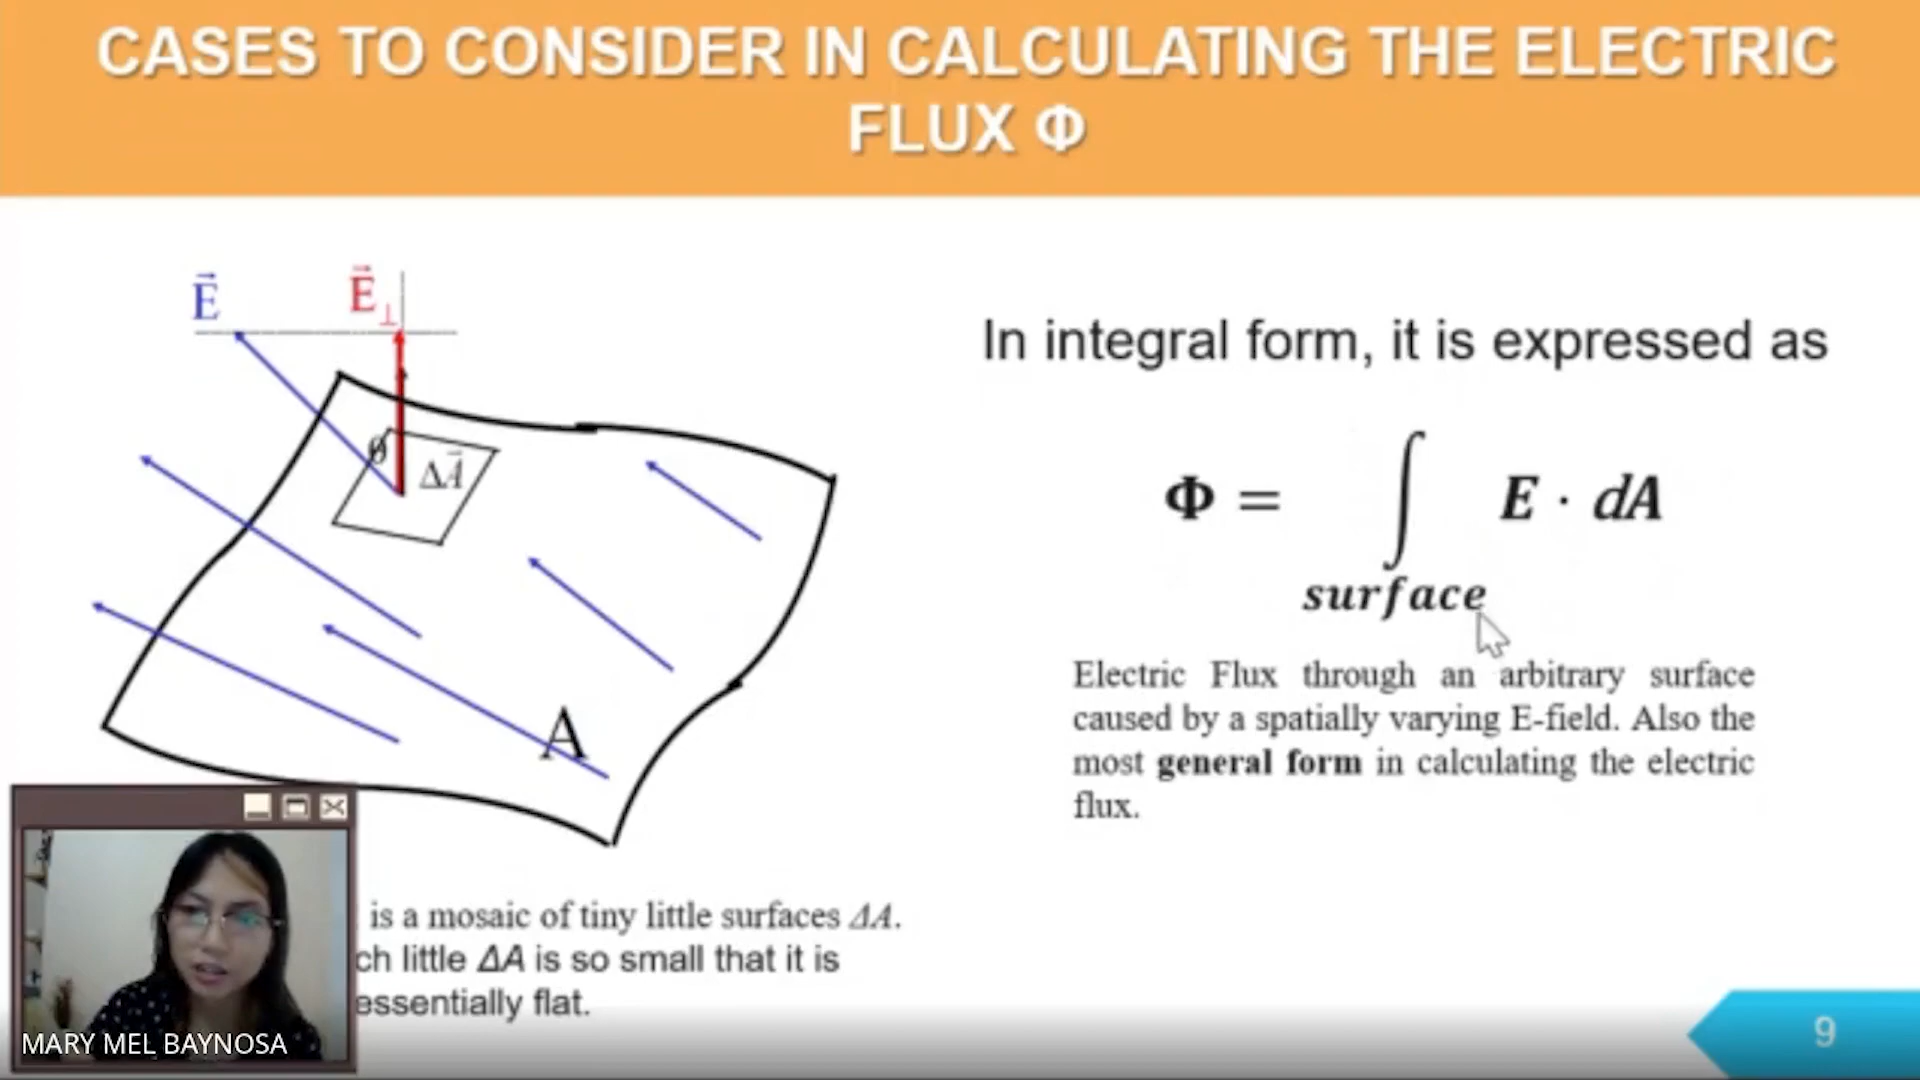 CASES TO CONSIDER IN CALCULATING THE ELECTRIC
FLUX Φ
E⃗
E⃗⊥
θ
ΔA⃗
A
In integral form, it is expressed as
Φ = ∫ E · dA
surface
Electric Flux through an arbitrary surface
caused by a spatially varying E-field. Also the
most general form in calculating the electric
flux.
is a mosaic of tiny little surfaces ΔA.
ch little ΔA is so small that it is
essentially flat.
MARY MEL BAYNOSA
9